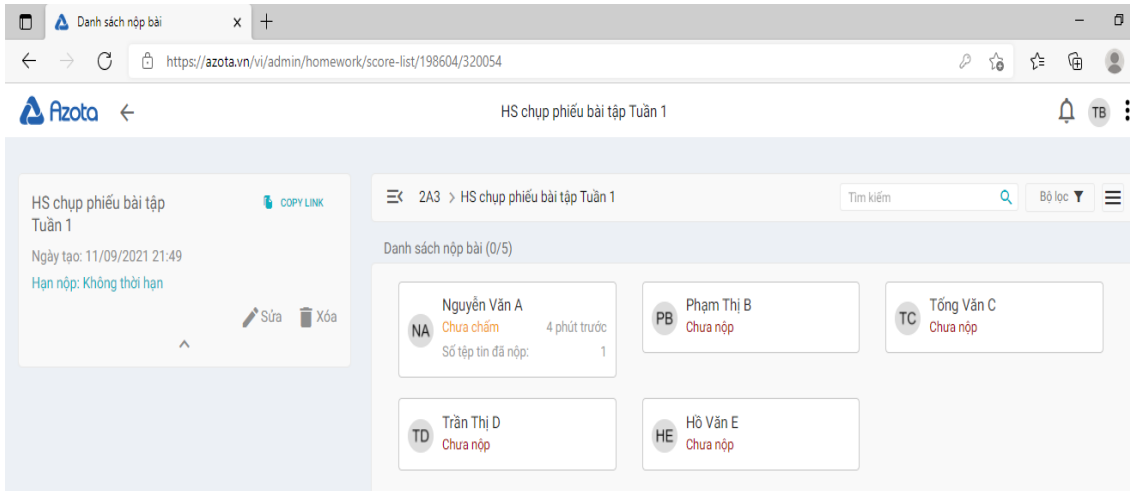 Danh sách nộp bài
https://azota.vn/vi/admin/homework/score-list/198604/320054
Azota
HS chụp phiếu bài tập Tuần 1
TB
HS chụp phiếu bài tập
Tuần 1
COPY LINK
Ngày tạo: 11/09/2021 21:49
Hạn nộp: Không thời hạn
Sửa
Xóa
2A3 > HS chụp phiếu bài tập Tuần 1
Tìm kiếm
Bộ lọc
Danh sách nộp bài (0/5)
NA
Nguyễn Văn A
Chưa chấm
4 phút trước
Số tệp tin đã nộp:
1
PB
Phạm Thị B
Chưa nộp
TC
Tống Văn C
Chưa nộp
TD
Trần Thị D
Chưa nộp
HE
Hồ Văn E
Chưa nộp